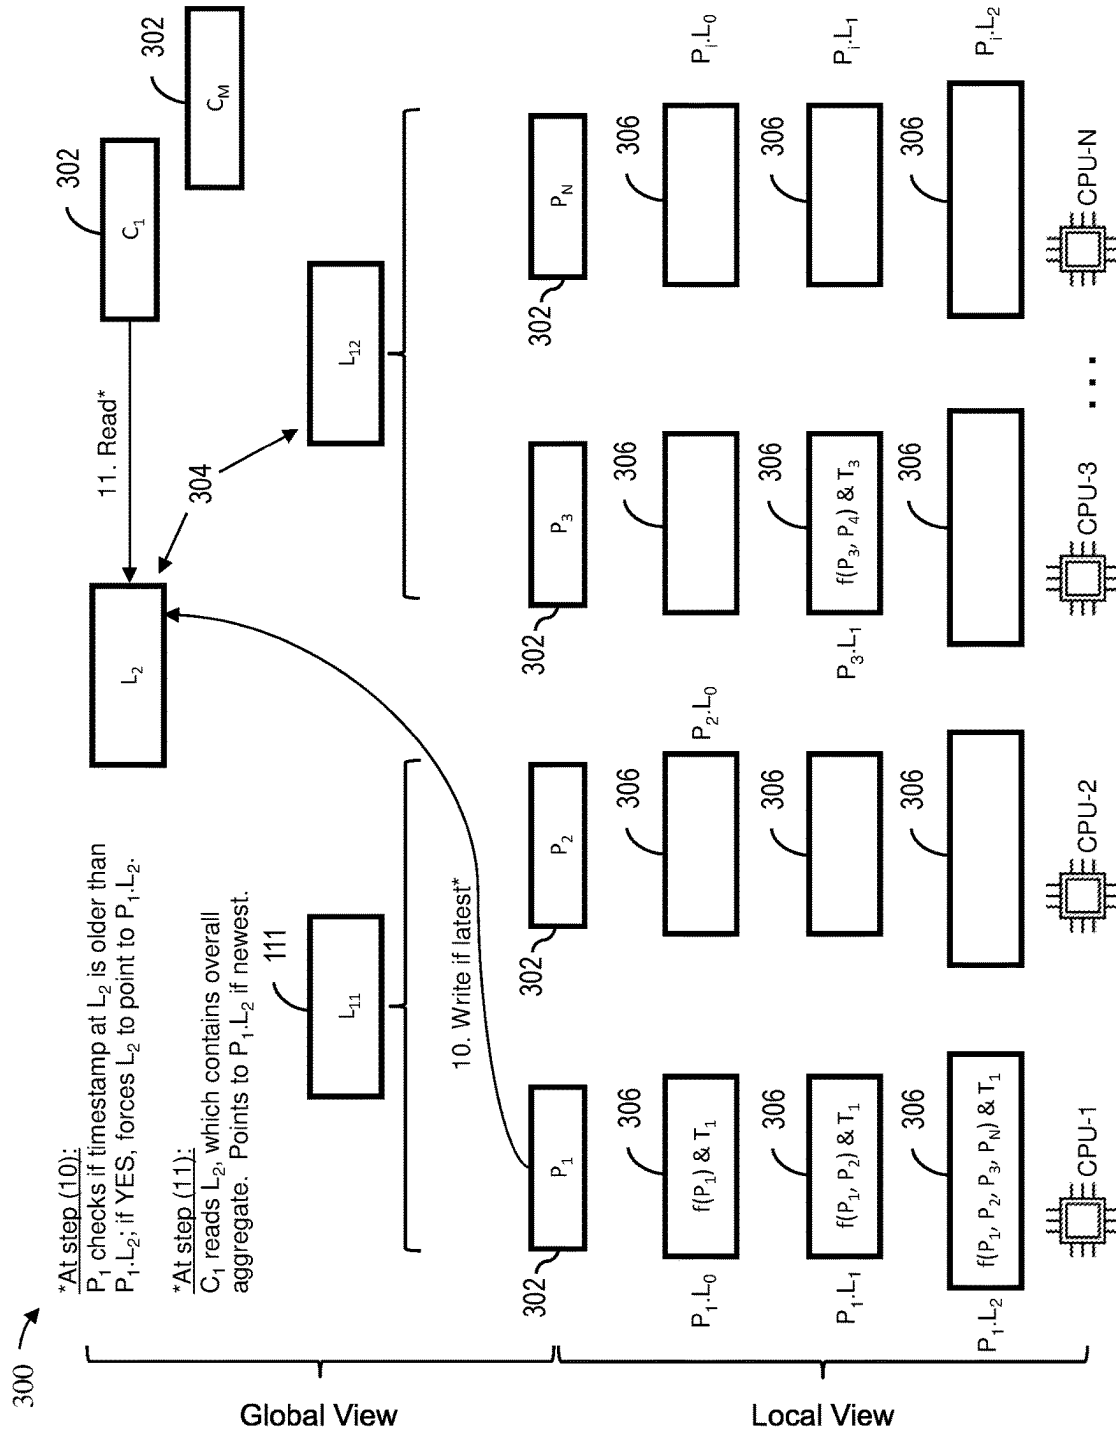 300
*At step (10):
P1 checks if timestamp at L2 is older than
P1.L2; if YES, forces L2 to point to P1.L2.
*At step (11):
C1 reads L2, which contains overall
aggregate. Points to P1.L2 if newest.
Global View
L2
11. Read*
C1
302
CM
302
304
L11
111
L12
10. Write if latest*
P1
302
P2
302
P3
302
PN
302
Local View
P1.L0
f(P1) & T1
306
306
P2.L0
306
306
Pi.L0
P1.L1
f(P1, P2) & T1
306
306
P3.L1
f(P3, P4) & T3
306
306
Pi.L1
P1.L2
f(P1, P2, P3, PN) & T1
306
306
306
306
Pi.L2
CPU-1
CPU-2
CPU-3
...
CPU-N